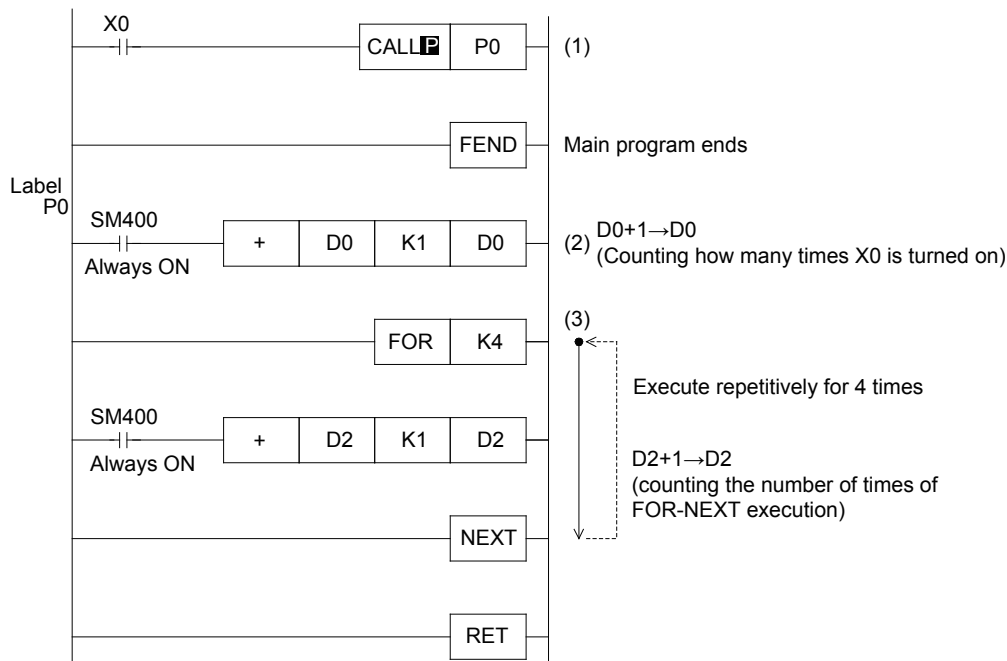 X0
CALLP P0 (1)
FEND Main program ends
Label
P0
SM400
+ D0 K1 D0 (2) D0+1→D0
Always ON (Counting how many times X0 is turned on)
(3)
FOR K4
Execute repetitively for 4 times
SM400
+ D2 K1 D2
Always ON
D2+1→D2
(counting the number of times of
FOR-NEXT execution)
NEXT
RET